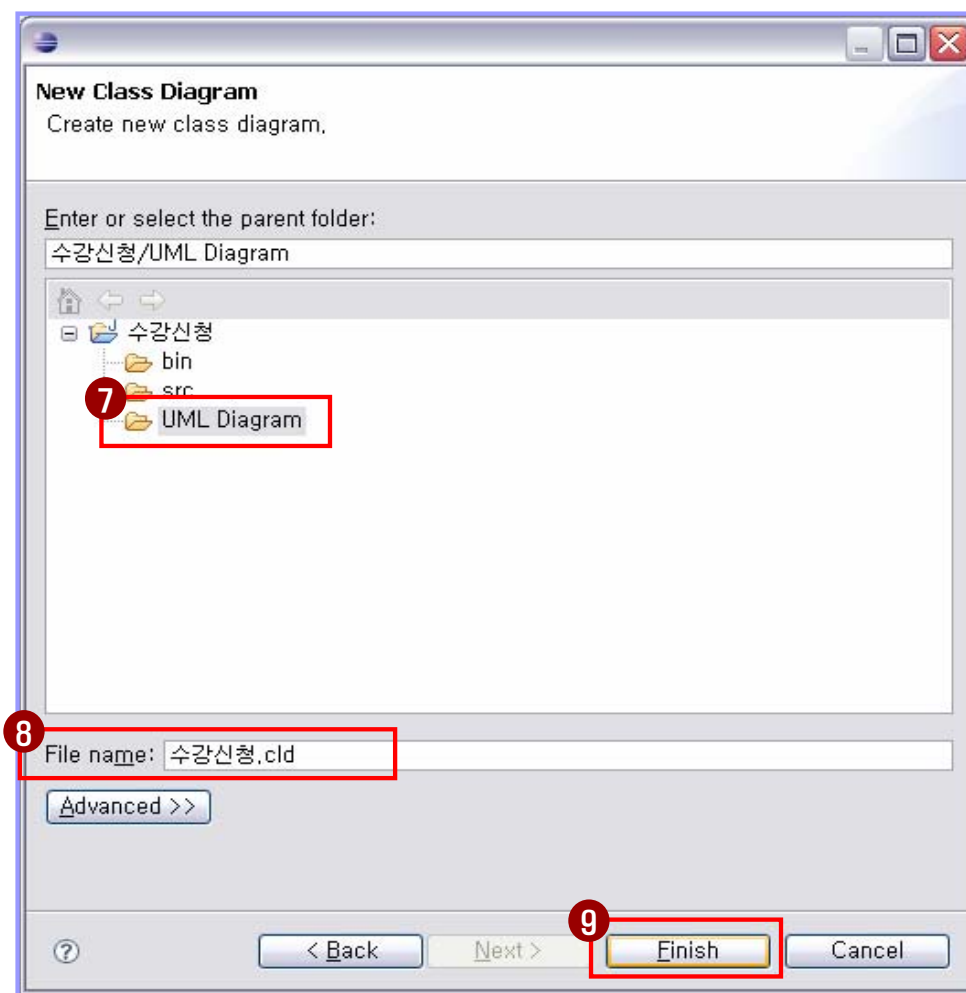 New Class Diagram
Create new class diagram,
Enter or select the parent folder:
수강신청/UML Diagram
수강신청
bin
src
7
UML Diagram
8
File name: 수강신청,cld
Advanced >>
9
? < Back Next > Finish Cancel